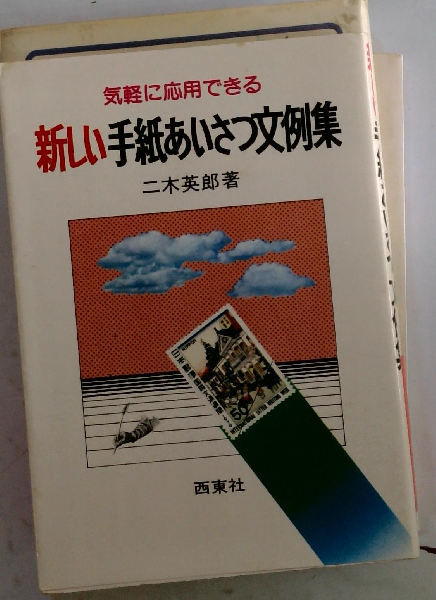 気軽に応用できる
新しい手紙あいさつ文例集
二木英郎著
西東社